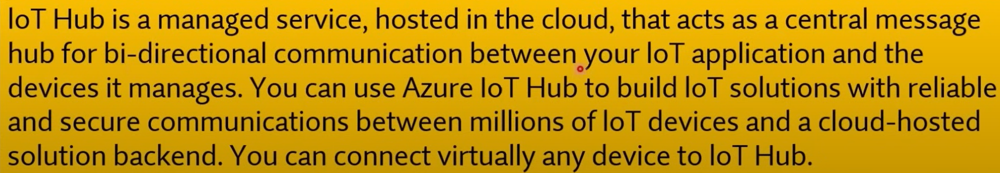 IoT Hub is a managed service, hosted in the cloud, that acts as a central message
hub for bi-directional communication between your IoT application and the
devices it manages. You can use Azure IoT Hub to build IoT solutions with reliable
and secure communications between millions of IoT devices and a cloud-hosted
solution backend. You can connect virtually any device to IoT Hub.